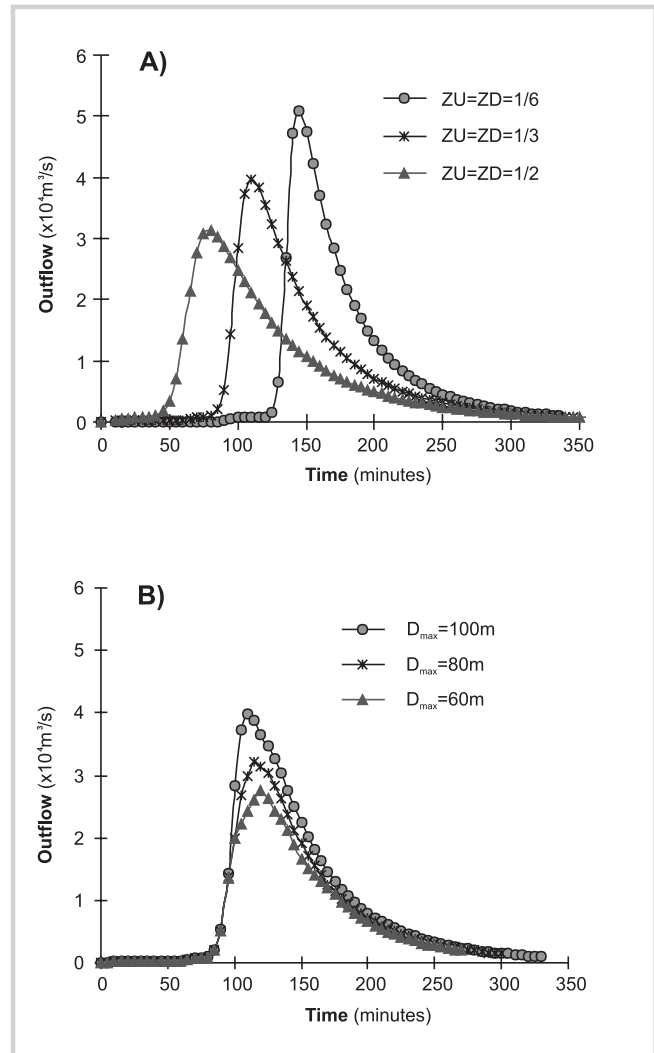 A)
6
5
4
3
2
1
0
Outflow (x10⁴m³/s)
ZU=ZD=1/6
ZU=ZD=1/3
ZU=ZD=1/2
0 50 100 150 200 250 300 350
Time (minutes)
B)
6
5
4
3
2
1
0
Outflow (x10⁴m³/s)
Dmax=100m
Dmax=80m
Dmax=60m
0 50 100 150 200 250 300 350
Time (minutes)